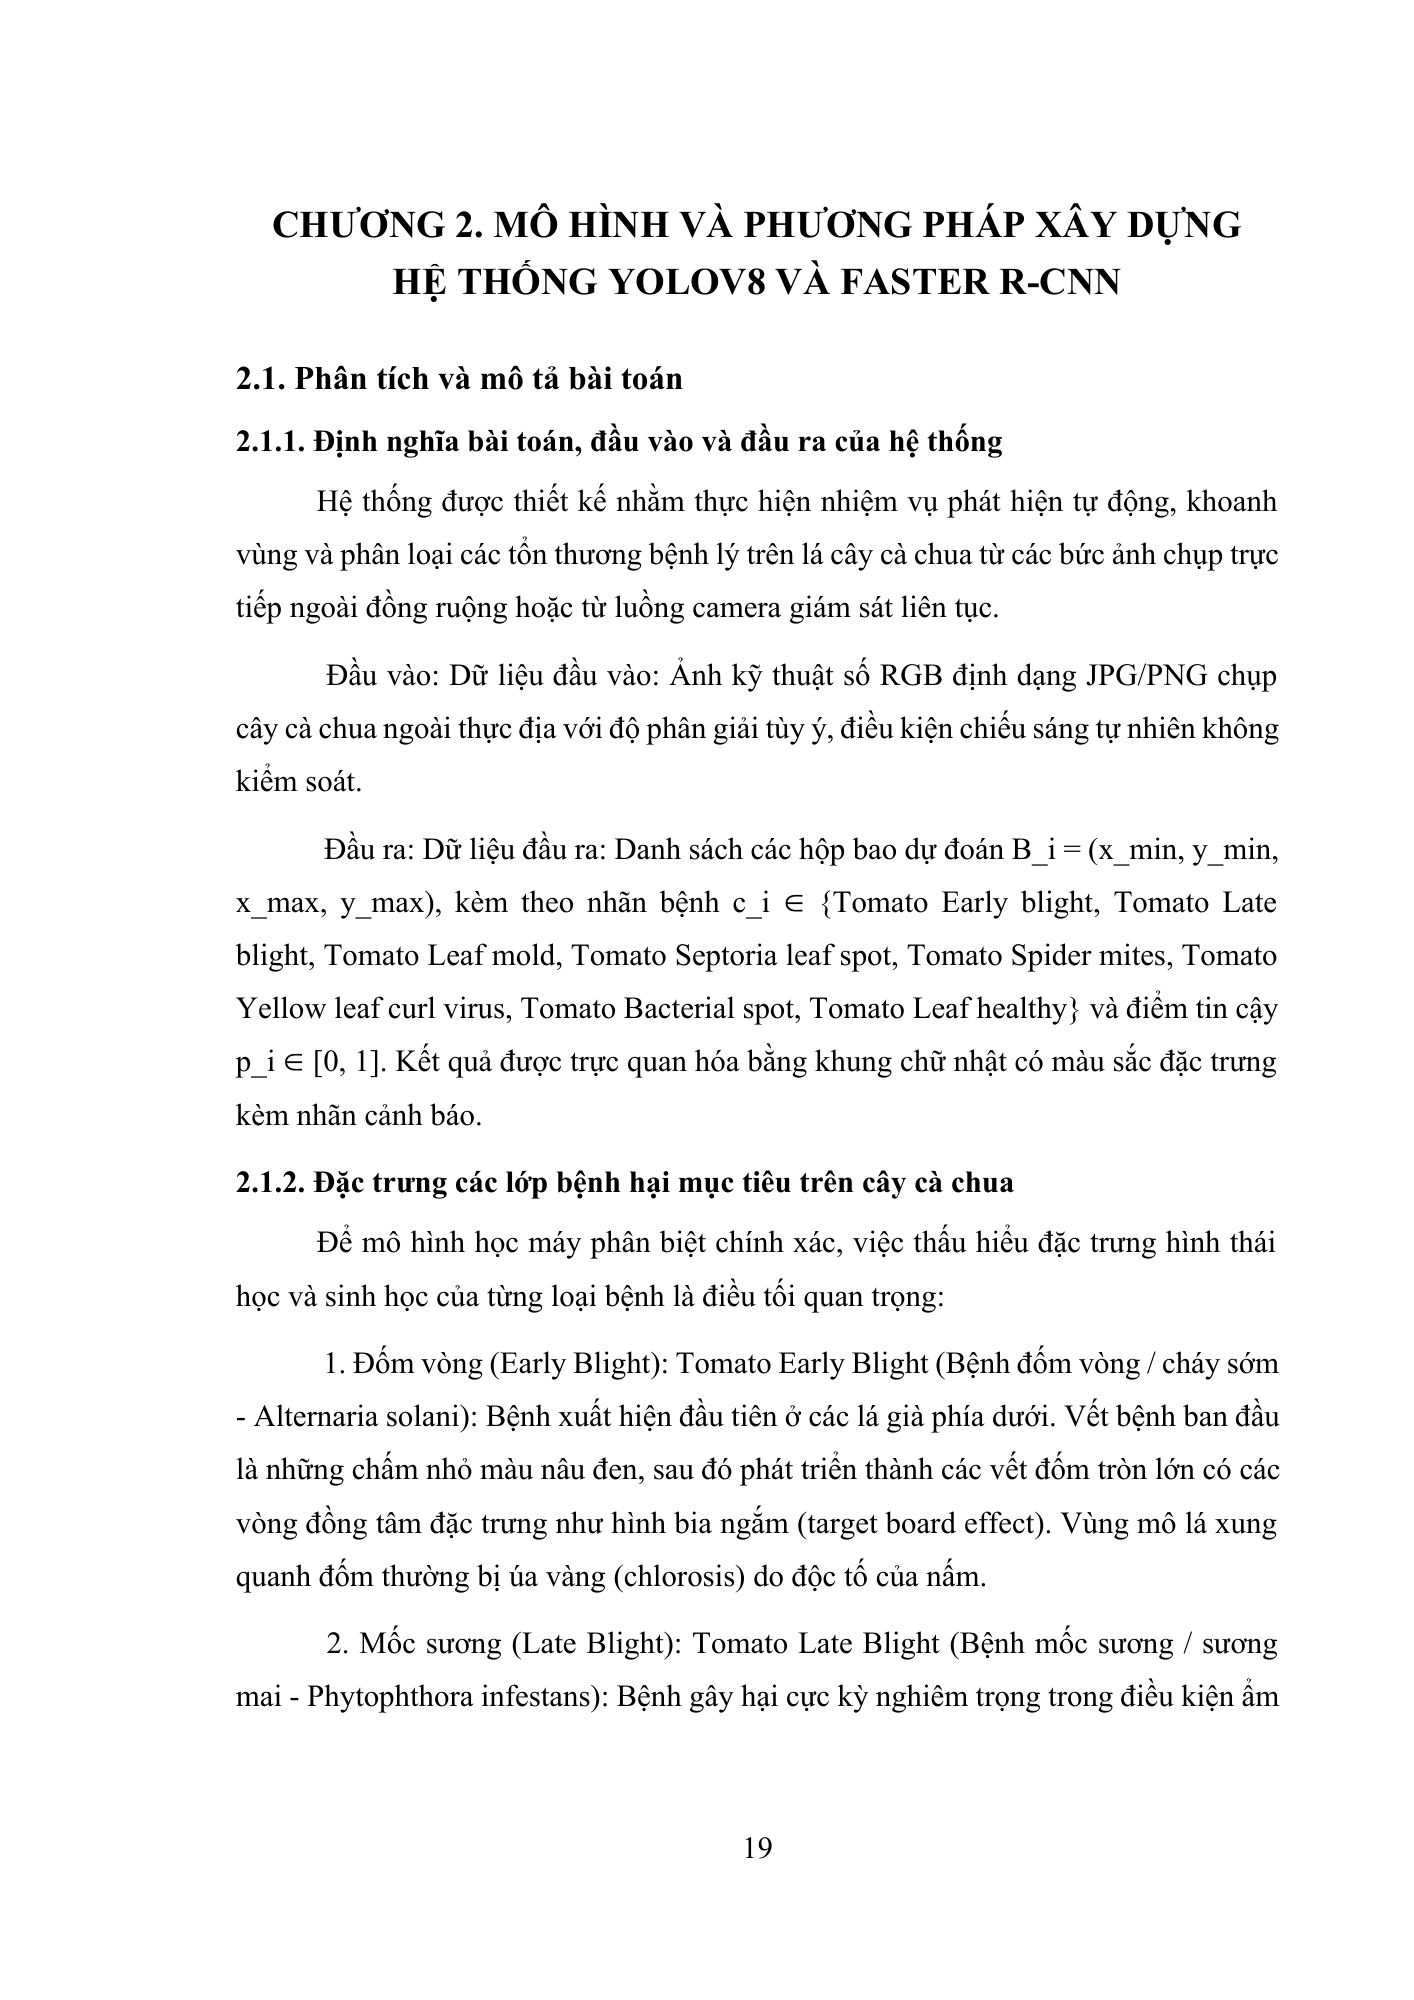 CHƯƠNG 2. MÔ HÌNH VÀ PHƯƠNG PHÁP XÂY DỰNG
HỆ THỐNG YOLOV8 VÀ FASTER R-CNN
2.1. Phân tích và mô tả bài toán
2.1.1. Định nghĩa bài toán, đầu vào và đầu ra của hệ thống
Hệ thống được thiết kế nhằm thực hiện nhiệm vụ phát hiện tự động, khoanh
vùng và phân loại các tổn thương bệnh lý trên lá cây cà chua từ các bức ảnh chụp trực
tiếp ngoài đồng ruộng hoặc từ luồng camera giám sát liên tục.
Đầu vào: Dữ liệu đầu vào: Ảnh kỹ thuật số RGB định dạng JPG/PNG chụp
cây cà chua ngoài thực địa với độ phân giải tùy ý, điều kiện chiếu sáng tự nhiên không
kiểm soát.
Đầu ra: Dữ liệu đầu ra: Danh sách các hộp bao dự đoán B_i = (x_min, y_min,
x_max, y_max), kèm theo nhãn bệnh c_i ∈ {Tomato Early blight, Tomato Late
blight, Tomato Leaf mold, Tomato Septoria leaf spot, Tomato Spider mites, Tomato
Yellow leaf curl virus, Tomato Bacterial spot, Tomato Leaf healthy} và điểm tin cậy
p_i ∈ [0, 1]. Kết quả được trực quan hóa bằng khung chữ nhật có màu sắc đặc trưng
kèm nhãn cảnh báo.
2.1.2. Đặc trưng các lớp bệnh hại mục tiêu trên cây cà chua
Để mô hình học máy phân biệt chính xác, việc thấu hiểu đặc trưng hình thái
học và sinh học của từng loại bệnh là điều tối quan trọng:
1. Đốm vòng (Early Blight): Tomato Early Blight (Bệnh đốm vòng / cháy sớm
- Alternaria solani): Bệnh xuất hiện đầu tiên ở các lá già phía dưới. Vết bệnh ban đầu
là những chấm nhỏ màu nâu đen, sau đó phát triển thành các vết đốm tròn lớn có các
vòng đồng tâm đặc trưng như hình bia ngắm (target board effect). Vùng mô lá xung
quanh đốm thường bị úa vàng (chlorosis) do độc tố của nấm.
2. Mốc sương (Late Blight): Tomato Late Blight (Bệnh mốc sương / sương
mai - Phytophthora infestans): Bệnh gây hại cực kỳ nghiêm trọng trong điều kiện ẩm
19